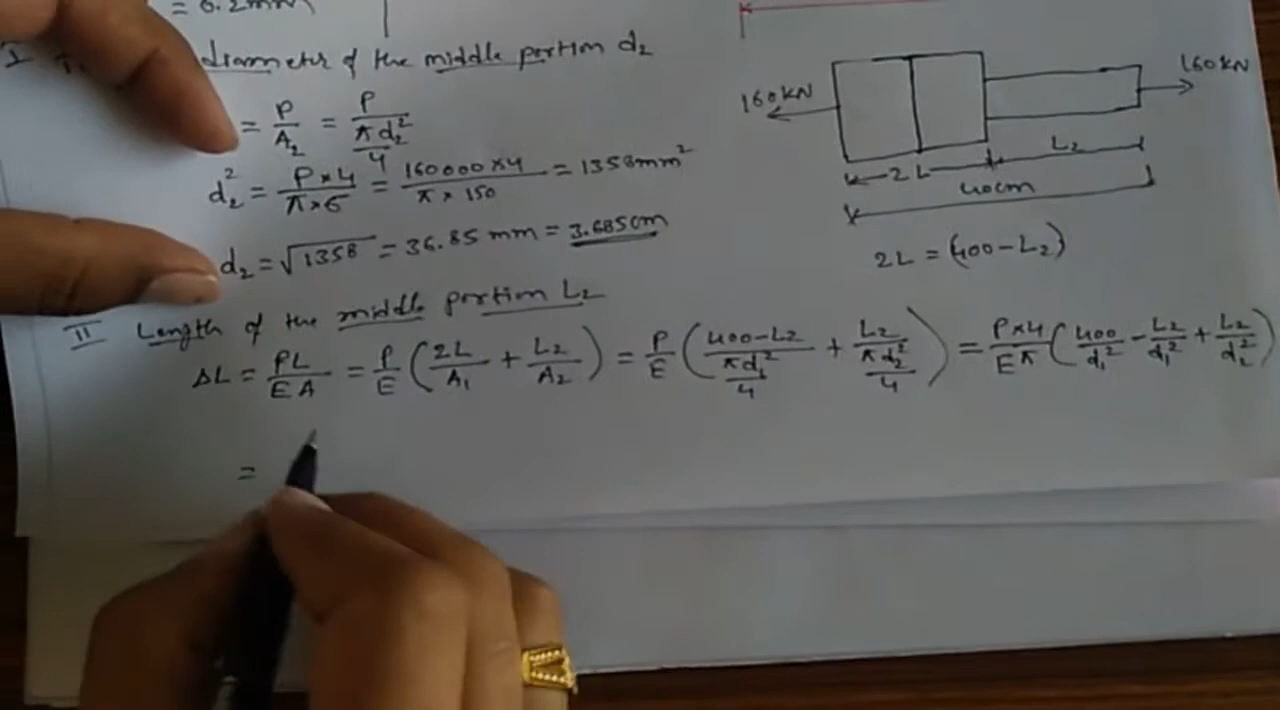 = 0.2mm
I diameter of the middle portion d₂
= P/A₂ = P/(π d₂²/4)
d₂² = P×4/π×σ = 160000×4/π×150 = 1358mm²
d₂ = √1358 = 36.85 mm = 3.685cm
160KN
160KN
2L
L₂
40cm
2L = (400-L₂)
II Length of the middle portion L₂
ΔL = PL/EA = P/E (2L/A₁ + L₂/A₂) = P/E ((400-L₂)/(π d₁²/4) + L₂/(π d₂²/4)) = P×4/Eπ (400/d₁² - L₂/d₁² + L₂/d₂²)
=